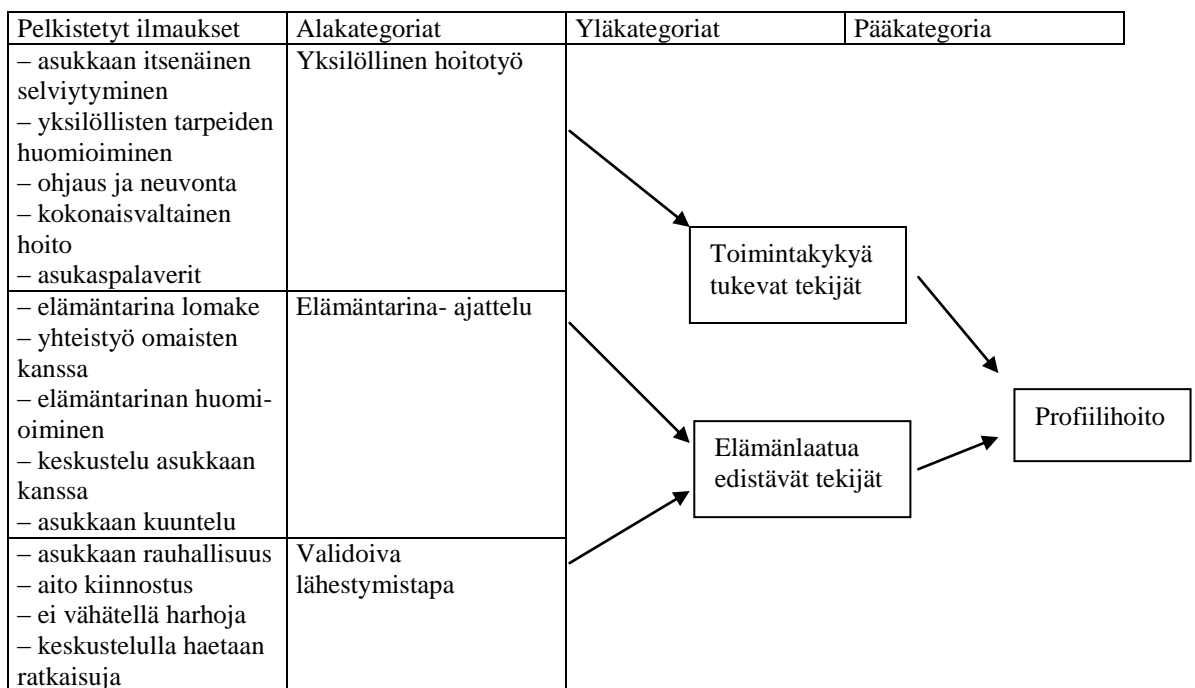 Pelkistetyt ilmaukset
Alakategoriat
Yläkategoriat
Pääkategoria
– asukkaan itsenäinen
selviytyminen
– yksilöllisten tarpeiden
huomioiminen
– ohjaus ja neuvonta
– kokonaisvaltainen
hoito
– asukaspalaverit
Yksilöllinen hoitotyö
– elämäntarina lomake
– yhteistyö omaisten
kanssa
– elämäntarinan huomi-
oiminen
– keskustelu asukkaan
kanssa
– asukkaan kuuntelu
Elämäntarina- ajattelu
– asukkaan rauhallisuus
– aito kiinnostus
– ei vähätellä harhoja
– keskustelulla haetaan
ratkaisuja
Validoiva
lähestymistapa
Toimintakykyä
tukevat tekijät
Elämänlaatua
edistävät tekijät
Profiilihoito